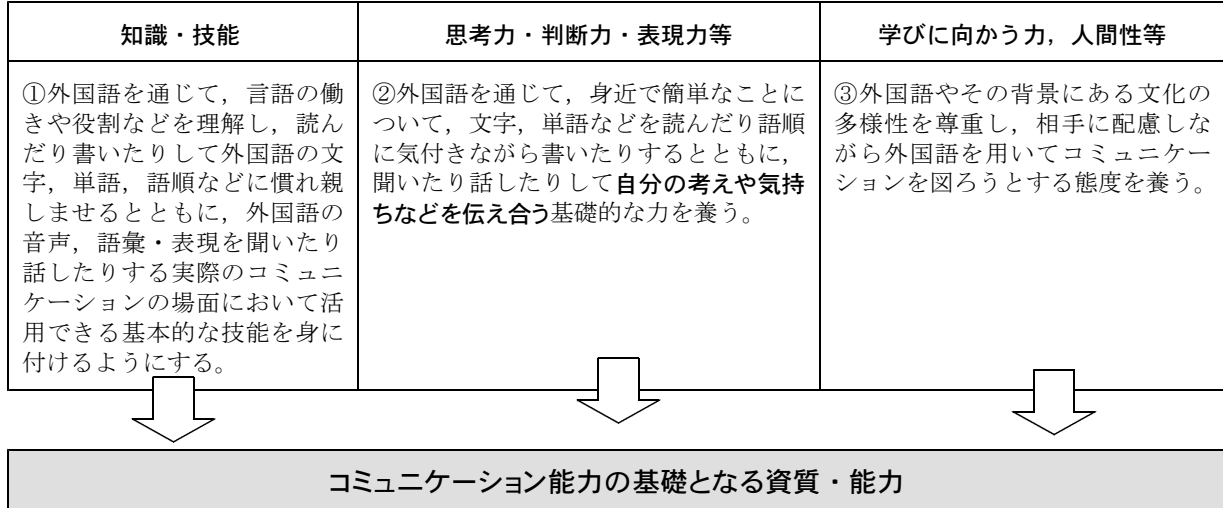 知識・技能
思考力・判断力・表現力等
学びに向かう力，人間性等
①外国語を通じて，言語の働
きや役割などを理解し，読ん
だり書いたりして外国語の文
字，単語，語順などに慣れ親
しませるとともに，外国語の
音声，語彙・表現を聞いたり
話したりする実際のコミュニ
ケーションの場面において活
用できる基本的な技能を身に
付けるようにする。
②外国語を通じて，身近で簡単なことに
ついて，文字，単語などを読んだり語順
に気付きながら書いたりするとともに，
聞いたり話したりして自分の考えや気持
ちなどを伝え合う基礎的な力を養う。
③外国語やその背景にある文化の
多様性を尊重し，相手に配慮しな
がら外国語を用いてコミュニケー
ションを図ろうとする態度を養う。
コミュニケーション能力の基礎となる資質・能力